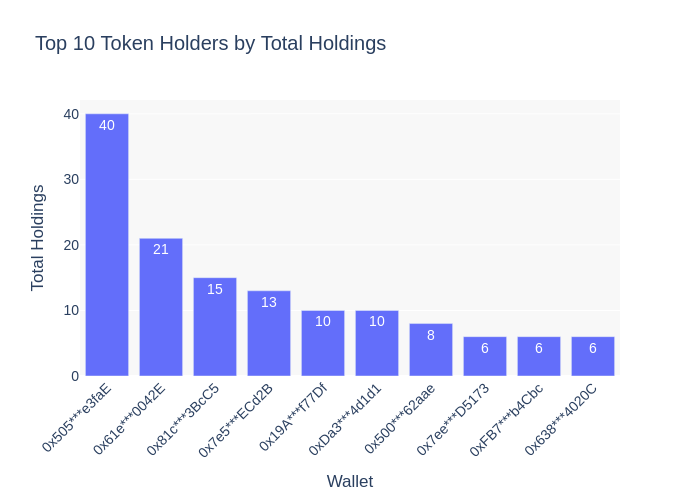 Top 10 Token Holders by Total Holdings
Total Holdings
40
30
20
10
0
40
21
15
13
10
10
8
6
6
6
0x505***e3faE
0x61e***0042E
0x81c***3BcC5
0x7e5***ECd2B
0x19A***f77Df
0xDa3***4d1d1
0x500***62aae
0x7ee***D5173
0xFB7***b4Cbc
0x638***4020C
Wallet